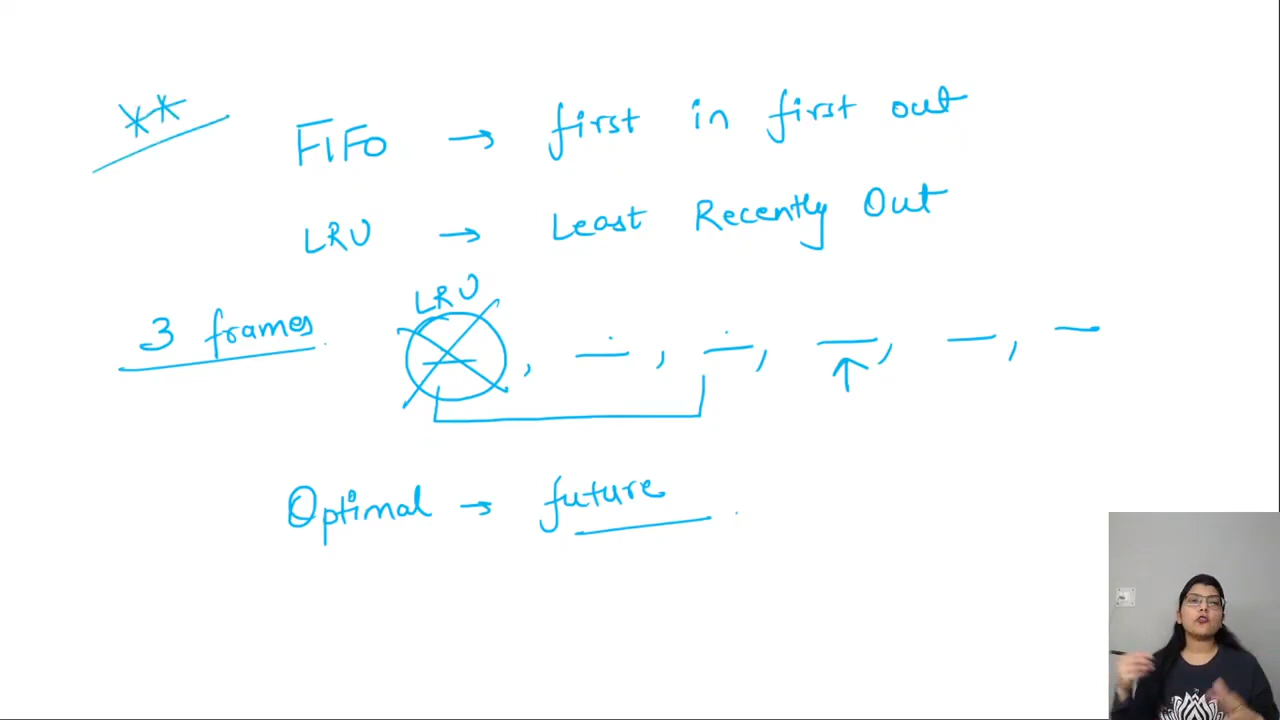 **
FIFO → first in first out
LRU → Least Recently Out
LRU
3 frames
Optimal → future